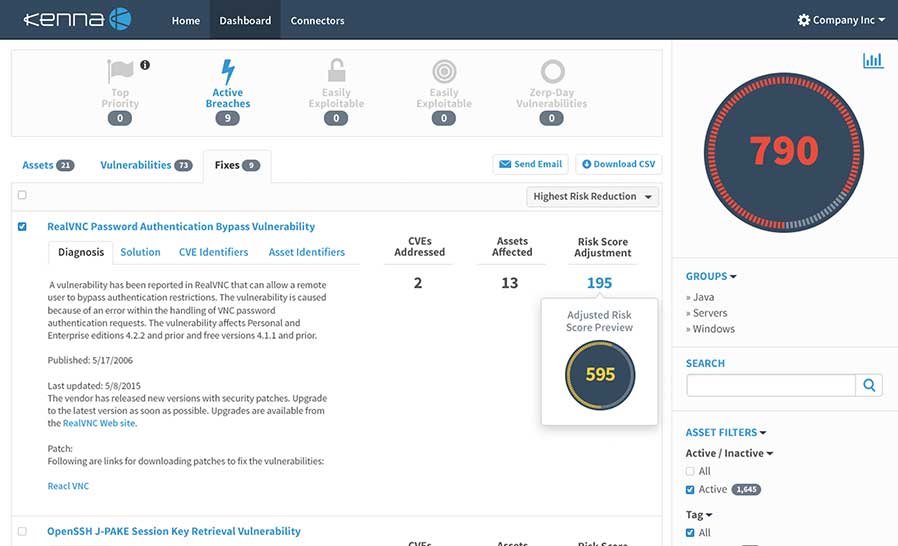 Kenna
Home
Dashboard
Connectors
Company Inc
Top
Priority
0
Active
Breaches
9
Easily
Exploitable
0
Easily
Exploitable
0
Zerp-Day
Vulnerabilities
0
790
Assets 21
Vulnerabilities 73
Fixes 9
Send Email
Download CSV
Highest Risk Reduction
RealVNC Password Authentication Bypass Vulnerability
Diagnosis
Solution
CVE Identifiers
Asset Identifiers
A vulnerability has been reported in RealVNC that can allow a remote
user to bypass authentication restrictions. The vulnerability is caused
because of an error within the handling of VNC password
authentication requests. The vulnerability affects Personal and
Enterprise editions 4.2.2 and prior and free versions 4.1.1 and prior.
Published: 5/17/2006
Last updated: 5/8/2015
The vendor has released new versions with security patches. Upgrade
to the latest version as soon as possible. Upgrades are available from
the RealVNC Web site.
Patch:
Following are links for downloading patches to fix the vulnerabilities:
Reacl VNC
CVEs
Addressed
2
Assets
Affected
13
Risk Score
Adjustment
195
Adjusted Risk
Score Preview
595
OpenSSH J-PAKE Session Key Retrieval Vulnerability
CVEs
Assets
Risk Score
GROUPS
» Java
» Servers
» Windows
SEARCH
ASSET FILTERS
Active / Inactive
All
Active 1,645
Tag
All